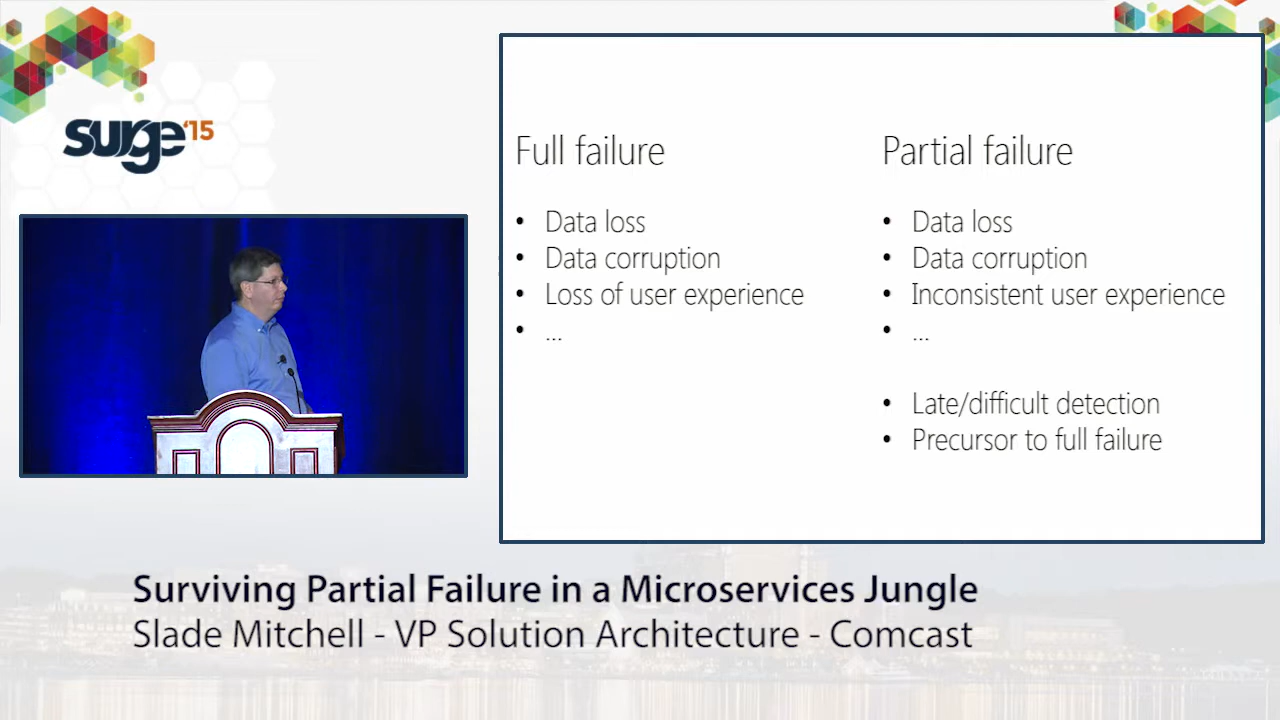 surge'15
Full failure
• Data loss
• Data corruption
• Loss of user experience
• ...
Partial failure
• Data loss
• Data corruption
• Inconsistent user experience
• ...
• Late/difficult detection
• Precursor to full failure
Surviving Partial Failure in a Microservices Jungle
Slade Mitchell - VP Solution Architecture - Comcast